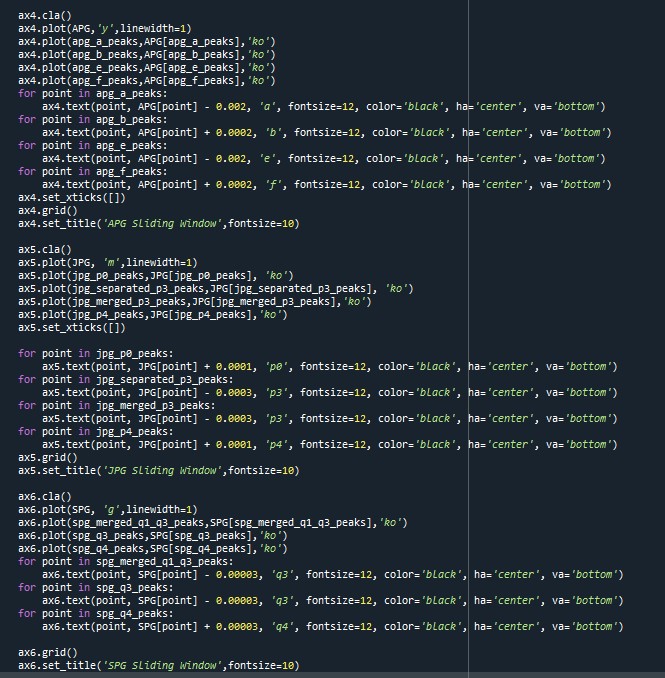 ax4.cla()
ax4.plot(APG,'y',linewidth=1)
ax4.plot(apg_a_peaks,APG[apg_a_peaks],'ko')
ax4.plot(apg_b_peaks,APG[apg_b_peaks],'ko')
ax4.plot(apg_e_peaks,APG[apg_e_peaks],'ko')
ax4.plot(apg_f_peaks,APG[apg_f_peaks],'ko')
for point in apg_a_peaks:
    ax4.text(point, APG[point] - 0.002, 'a', fontsize=12, color='black', ha='center', va='bottom')
for point in apg_b_peaks:
    ax4.text(point, APG[point] + 0.0002, 'b', fontsize=12, color='black', ha='center', va='bottom')
for point in apg_e_peaks:
    ax4.text(point, APG[point] - 0.002, 'e', fontsize=12, color='black', ha='center', va='bottom')
for point in apg_f_peaks:
    ax4.text(point, APG[point] + 0.0002, 'f', fontsize=12, color='black', ha='center', va='bottom')
ax4.set_xticks([])
ax4.grid()
ax4.set_title('APG Sliding Window',fontsize=10)
ax5.cla()
ax5.plot(JPG, 'm',linewidth=1)
ax5.plot(jpg_p0_peaks,JPG[jpg_p0_peaks], 'ko')
ax5.plot(jpg_separated_p3_peaks,JPG[jpg_separated_p3_peaks], 'ko')
ax5.plot(jpg_merged_p3_peaks,JPG[jpg_merged_p3_peaks],'ko')
ax5.plot(jpg_p4_peaks,JPG[jpg_p4_peaks],'ko')
ax5.set_xticks([])
for point in jpg_p0_peaks:
    ax5.text(point, JPG[point] + 0.0001, 'p0', fontsize=12, color='black', ha='center', va='bottom')
for point in jpg_separated_p3_peaks:
    ax5.text(point, JPG[point] - 0.0003, 'p3', fontsize=12, color='black', ha='center', va='bottom')
for point in jpg_merged_p3_peaks:
    ax5.text(point, JPG[point] - 0.0003, 'p3', fontsize=12, color='black', ha='center', va='bottom')
for point in jpg_p4_peaks:
    ax5.text(point, JPG[point] + 0.0001, 'p4', fontsize=12, color='black', ha='center', va='bottom')
ax5.grid()
ax5.set_title('JPG Sliding Window',fontsize=10)
ax6.cla()
ax6.plot(SPG, 'g',linewidth=1)
ax6.plot(spg_merged_q1_q3_peaks,SPG[spg_merged_q1_q3_peaks],'ko')
ax6.plot(spg_q3_peaks,SPG[spg_q3_peaks],'ko')
ax6.plot(spg_q4_peaks,SPG[spg_q4_peaks],'ko')
for point in spg_merged_q1_q3_peaks:
    ax6.text(point, SPG[point] - 0.00003, 'q3', fontsize=12, color='black', ha='center', va='bottom')
for point in spg_q3_peaks:
    ax6.text(point, SPG[point] - 0.00003, 'q3', fontsize=12, color='black', ha='center', va='bottom')
for point in spg_q4_peaks:
    ax6.text(point, SPG[point] + 0.00003, 'q4', fontsize=12, color='black', ha='center', va='bottom')
ax6.grid()
ax6.set_title('SPG Sliding Window',fontsize=10)